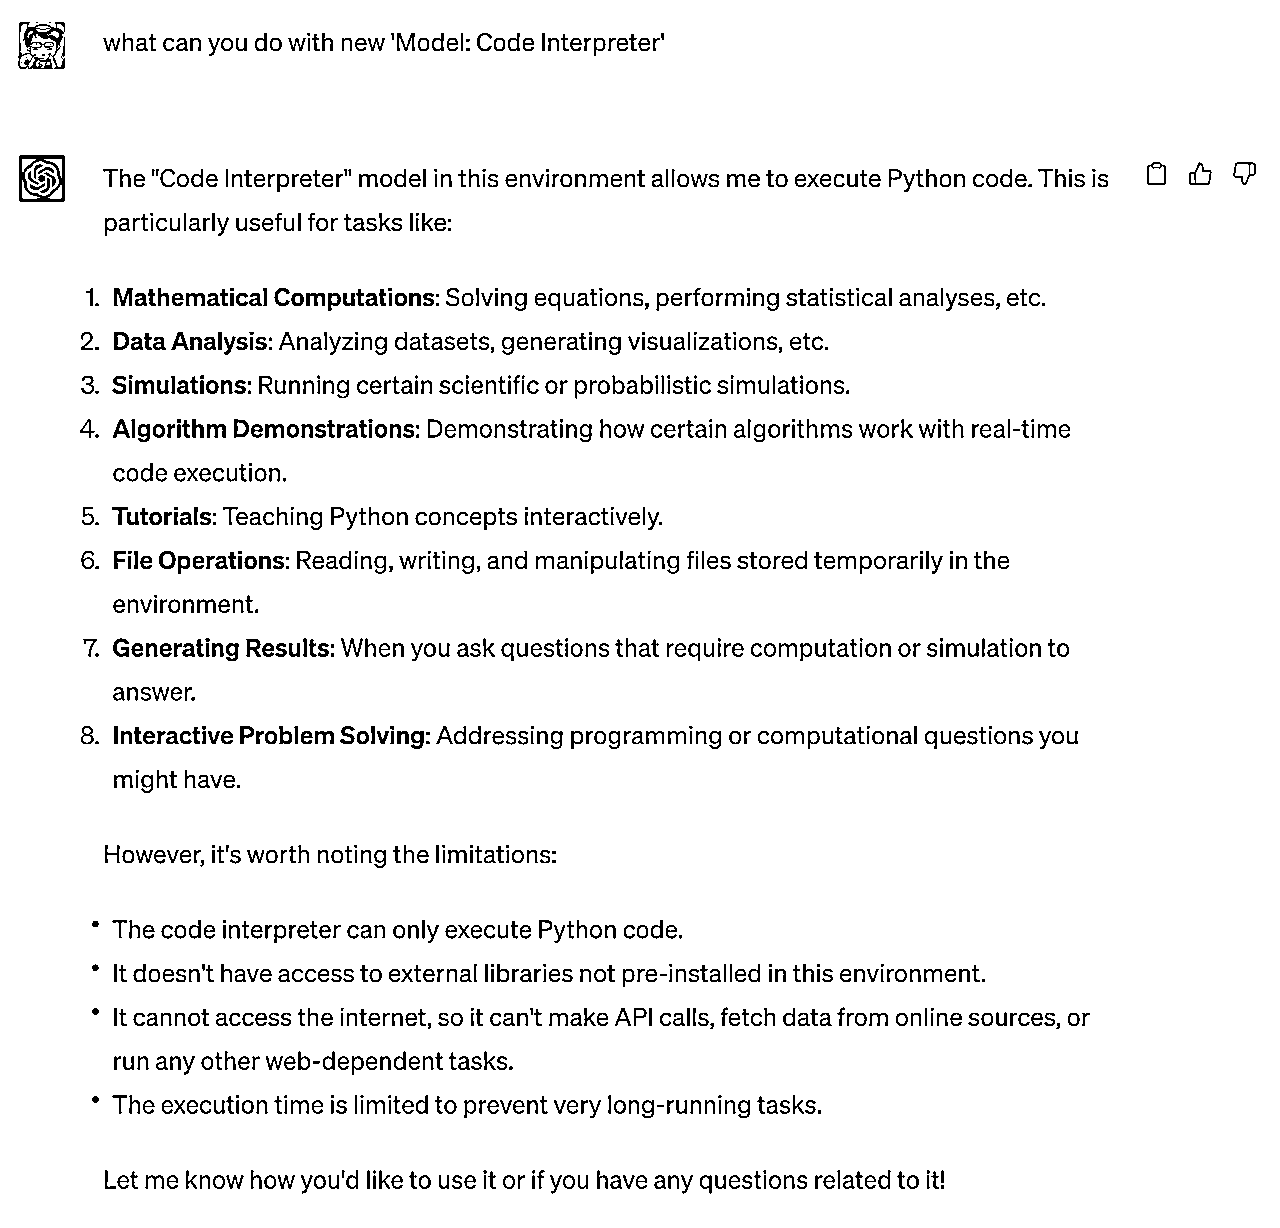 what can you do with new 'Model: Code Interpreter'
The "Code Interpreter" model in this environment allows me to execute Python code. This is
particularly useful for tasks like:
1. Mathematical Computations: Solving equations, performing statistical analyses, etc.
2. Data Analysis: Analyzing datasets, generating visualizations, etc.
3. Simulations: Running certain scientific or probabilistic simulations.
4. Algorithm Demonstrations: Demonstrating how certain algorithms work with real-time
code execution.
5. Tutorials: Teaching Python concepts interactively.
6. File Operations: Reading, writing, and manipulating files stored temporarily in the
environment.
7. Generating Results: When you ask questions that require computation or simulation to
answer.
8. Interactive Problem Solving: Addressing programming or computational questions you
might have.
However, it's worth noting the limitations:
• The code interpreter can only execute Python code.
• It doesn't have access to external libraries not pre-installed in this environment.
• It cannot access the internet, so it can't make API calls, fetch data from online sources, or
run any other web-dependent tasks.
• The execution time is limited to prevent very long-running tasks.
Let me know how you'd like to use it or if you have any questions related to it!